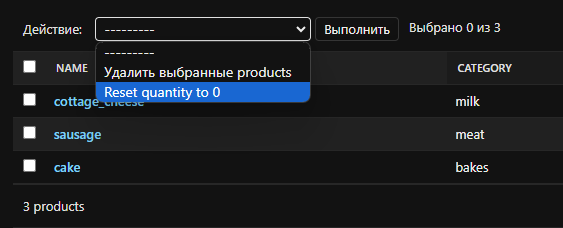 Действие: --------- Выполнить Выбрано 0 из 3
---------
Удалить выбранные products
Reset quantity to 0
NAME CATEGORY
cottage_cheese milk
sausage meat
cake bakes
3 products